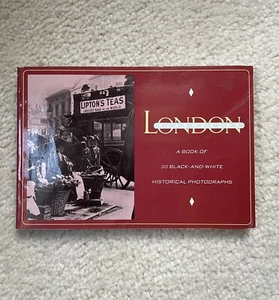 LIPTON'S TEAS
LONDON
A BOOK OF
30 BLACK-AND-WHITE
HISTORICAL PHOTOGRAPHS